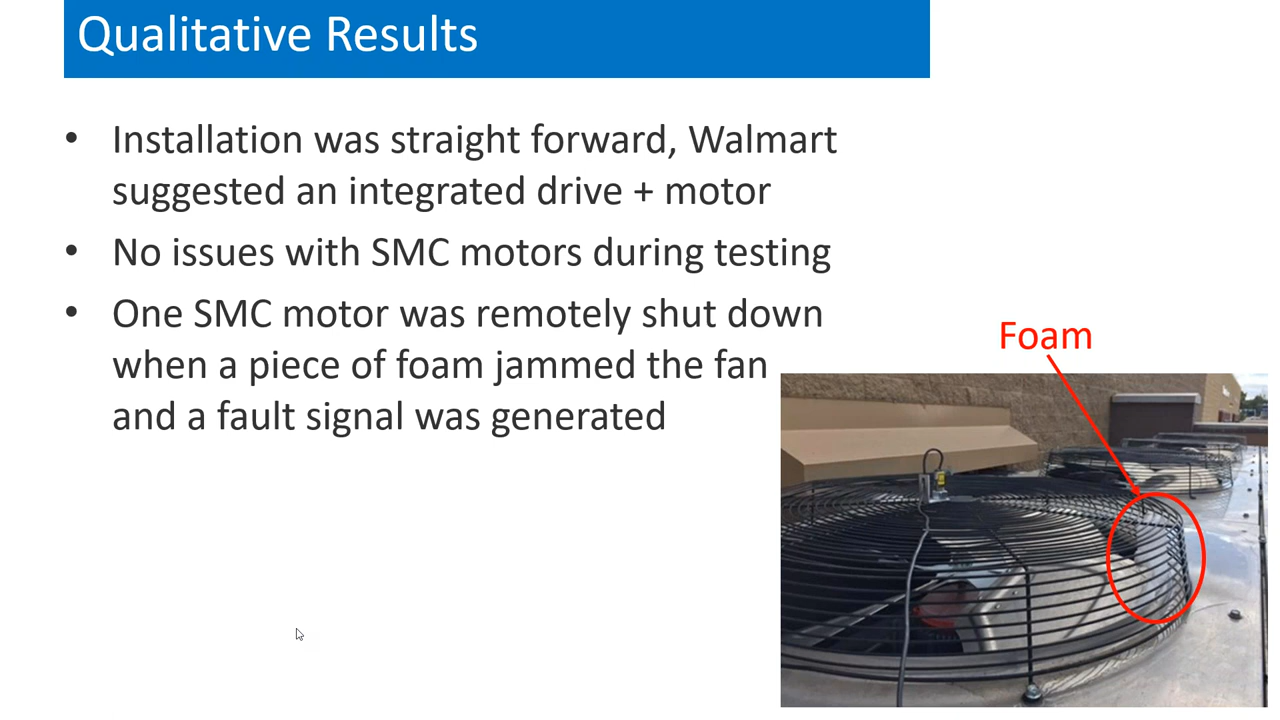 Qualitative Results
• Installation was straight forward, Walmart
suggested an integrated drive + motor
• No issues with SMC motors during testing
• One SMC motor was remotely shut down
when a piece of foam jammed the fan
and a fault signal was generated
Foam